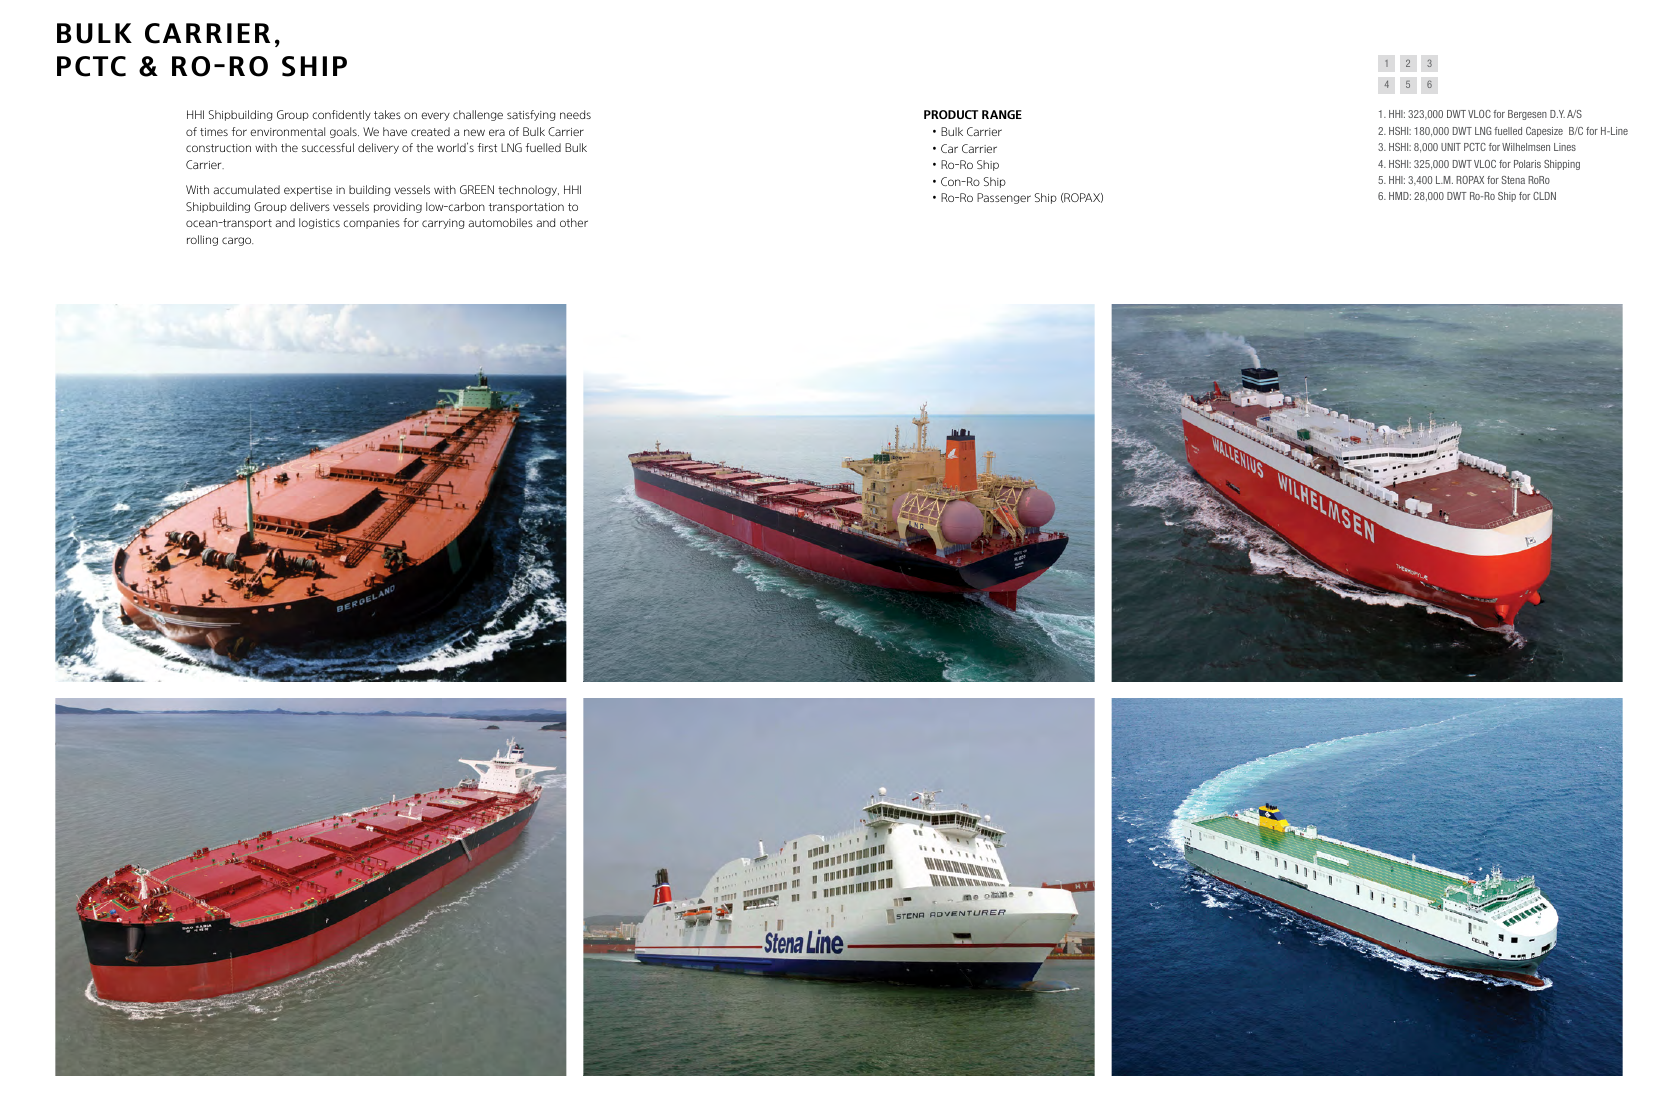 BULK CARRIER,
PCTC & RO-RO SHIP
HHI Shipbuilding Group confidently takes on every challenge satisfying needs
of times for environmental goals. We have created a new era of Bulk Carrier
construction with the successful delivery of the world's first LNG fuelled Bulk
Carrier.
With accumulated expertise in building vessels with GREEN technology, HHI
Shipbuilding Group delivers vessels providing low-carbon transportation to
ocean-transport and logistics companies for carrying automobiles and other
rolling cargo.
PRODUCT RANGE
• Bulk Carrier
• Car Carrier
• Ro-Ro Ship
• Con-Ro Ship
• Ro-Ro Passenger Ship (ROPAX)
1 2 3
4 5 6
1. HHI: 323,000 DWT VLOC for Bergesen D.Y. A/S
2. HSHI: 180,000 DWT LNG fuelled Capesize B/C for H-Line
3. HSHI: 8,000 UNIT PCTC for Wilhelmsen Lines
4. HSHI: 325,000 DWT VLOC for Polaris Shipping
5. HHI: 3,400 L.M. ROPAX for Stena RoRo
6. HMD: 28,000 DWT Ro-Ro Ship for CLDN
BERGELAND
LNG
WALLENIUS WILHELMSEN
STENA ADVENTURER
Stena Line
CELINE